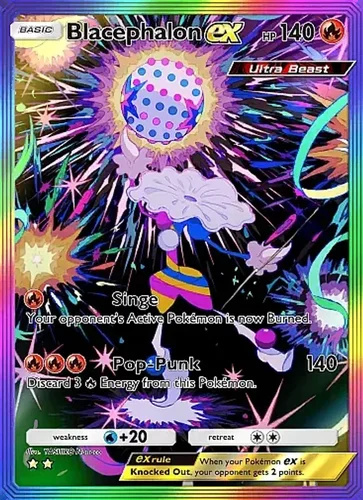 BASIC Blacephalon ex HP 140
Ultra Beast
Singe
Your opponent's Active Pokémon is now Burned.
Pop-Punk 140
Discard 3 Energy from this Pokémon.
weakness +20 retreat
Illus.
ex rule When your Pokémon ex is
Knocked Out, your opponent gets 2 points.